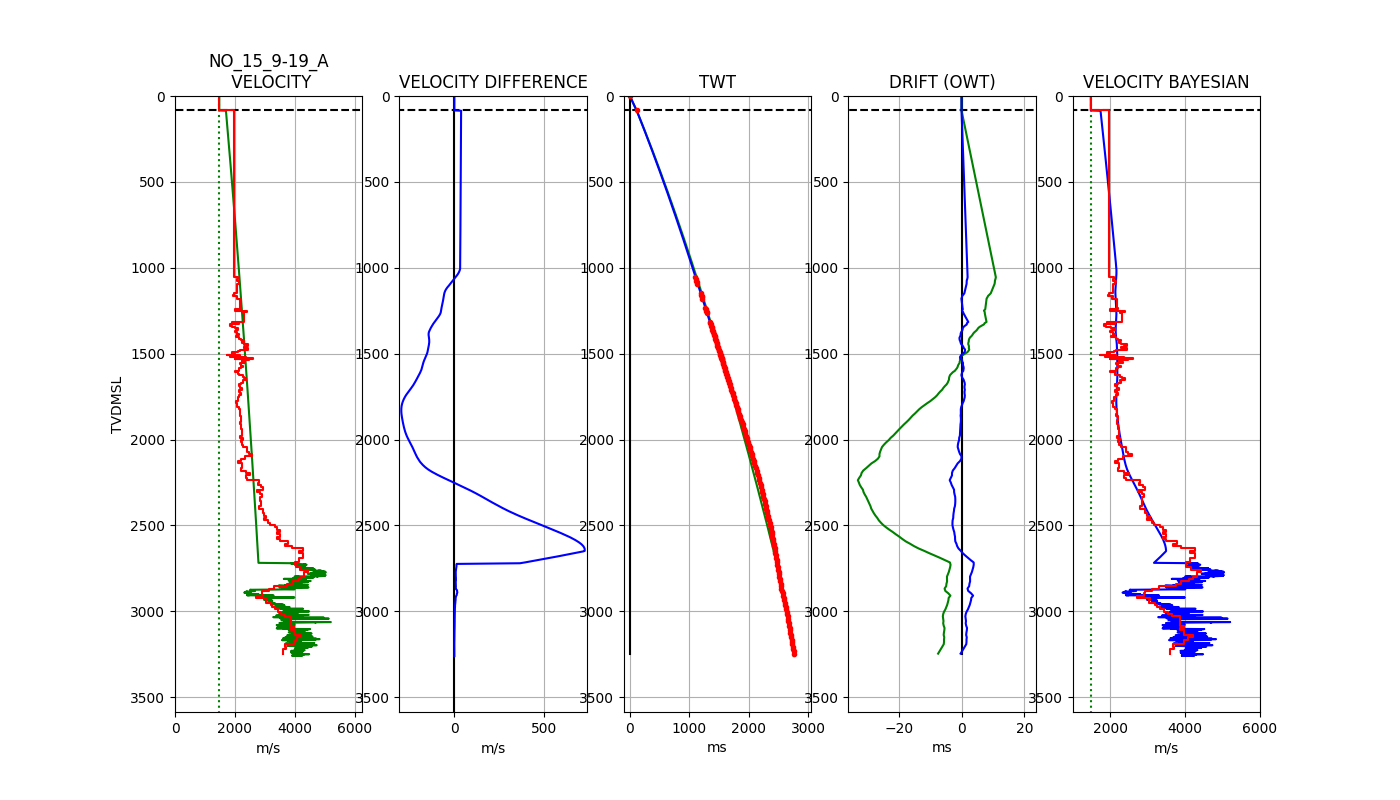 NO_15_9-19_A
VELOCITY
VELOCITY DIFFERENCE
TWT
DRIFT (OWT)
VELOCITY BAYESIAN
0 0 0 0 0
500 500 500 500 500
1000 1000 1000 1000 1000
1500 1500 1500 1500 1500
TVDMSL
2000 2000 2000 2000 2000
2500 2500 2500 2500 2500
3000 3000 3000 3000 3000
3500 3500 3500 3500 3500
0 2000 4000 6000 0 500 0 1000 2000 3000 −20 0 20 2000 4000 6000
m/s m/s ms ms m/s